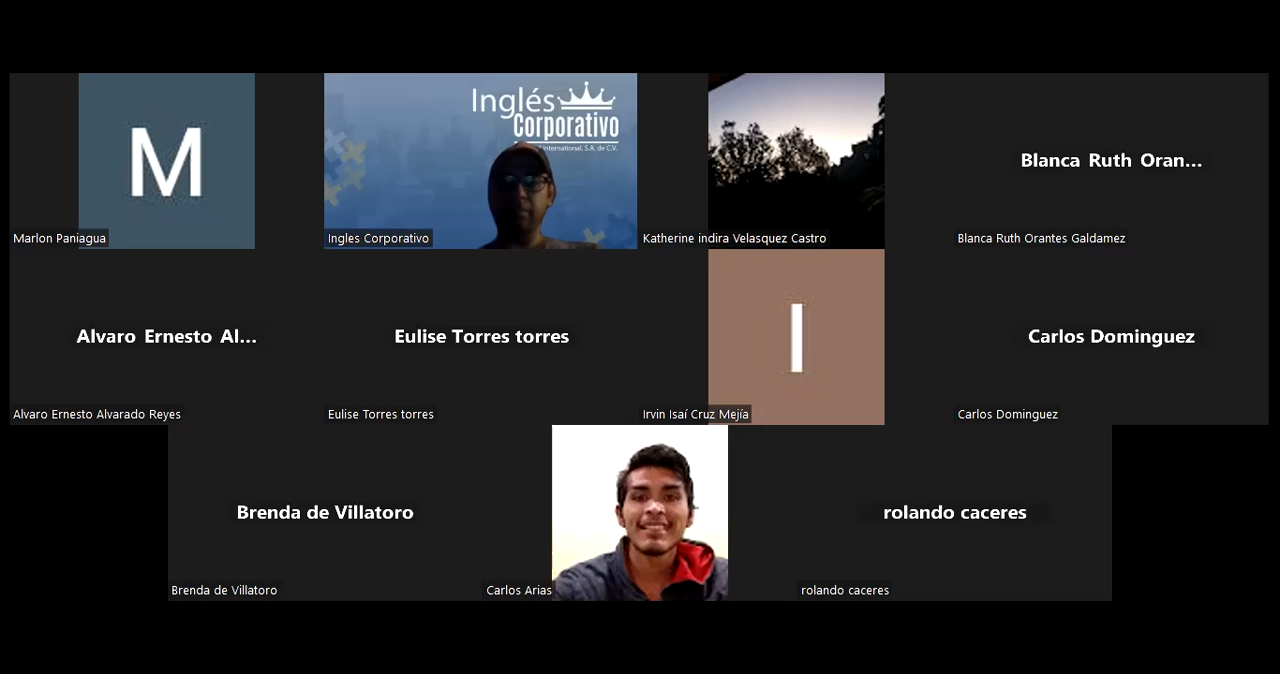 M
Marlon Paniagua
Inglés
Corporativo
International, S.A. de C.V.
Ingles Corporativo
Katherine indira Velasquez Castro
Blanca Ruth Oran...
Blanca Ruth Orantes Galdamez
Alvaro Ernesto Al...
Alvaro Ernesto Alvarado Reyes
Eulise Torres torres
Eulise Torres torres
I
Irvin Isaí Cruz Mejía
Carlos Dominguez
Carlos Dominguez
Brenda de Villatoro
Brenda de Villatoro
Carlos Arias
rolando caceres
rolando caceres